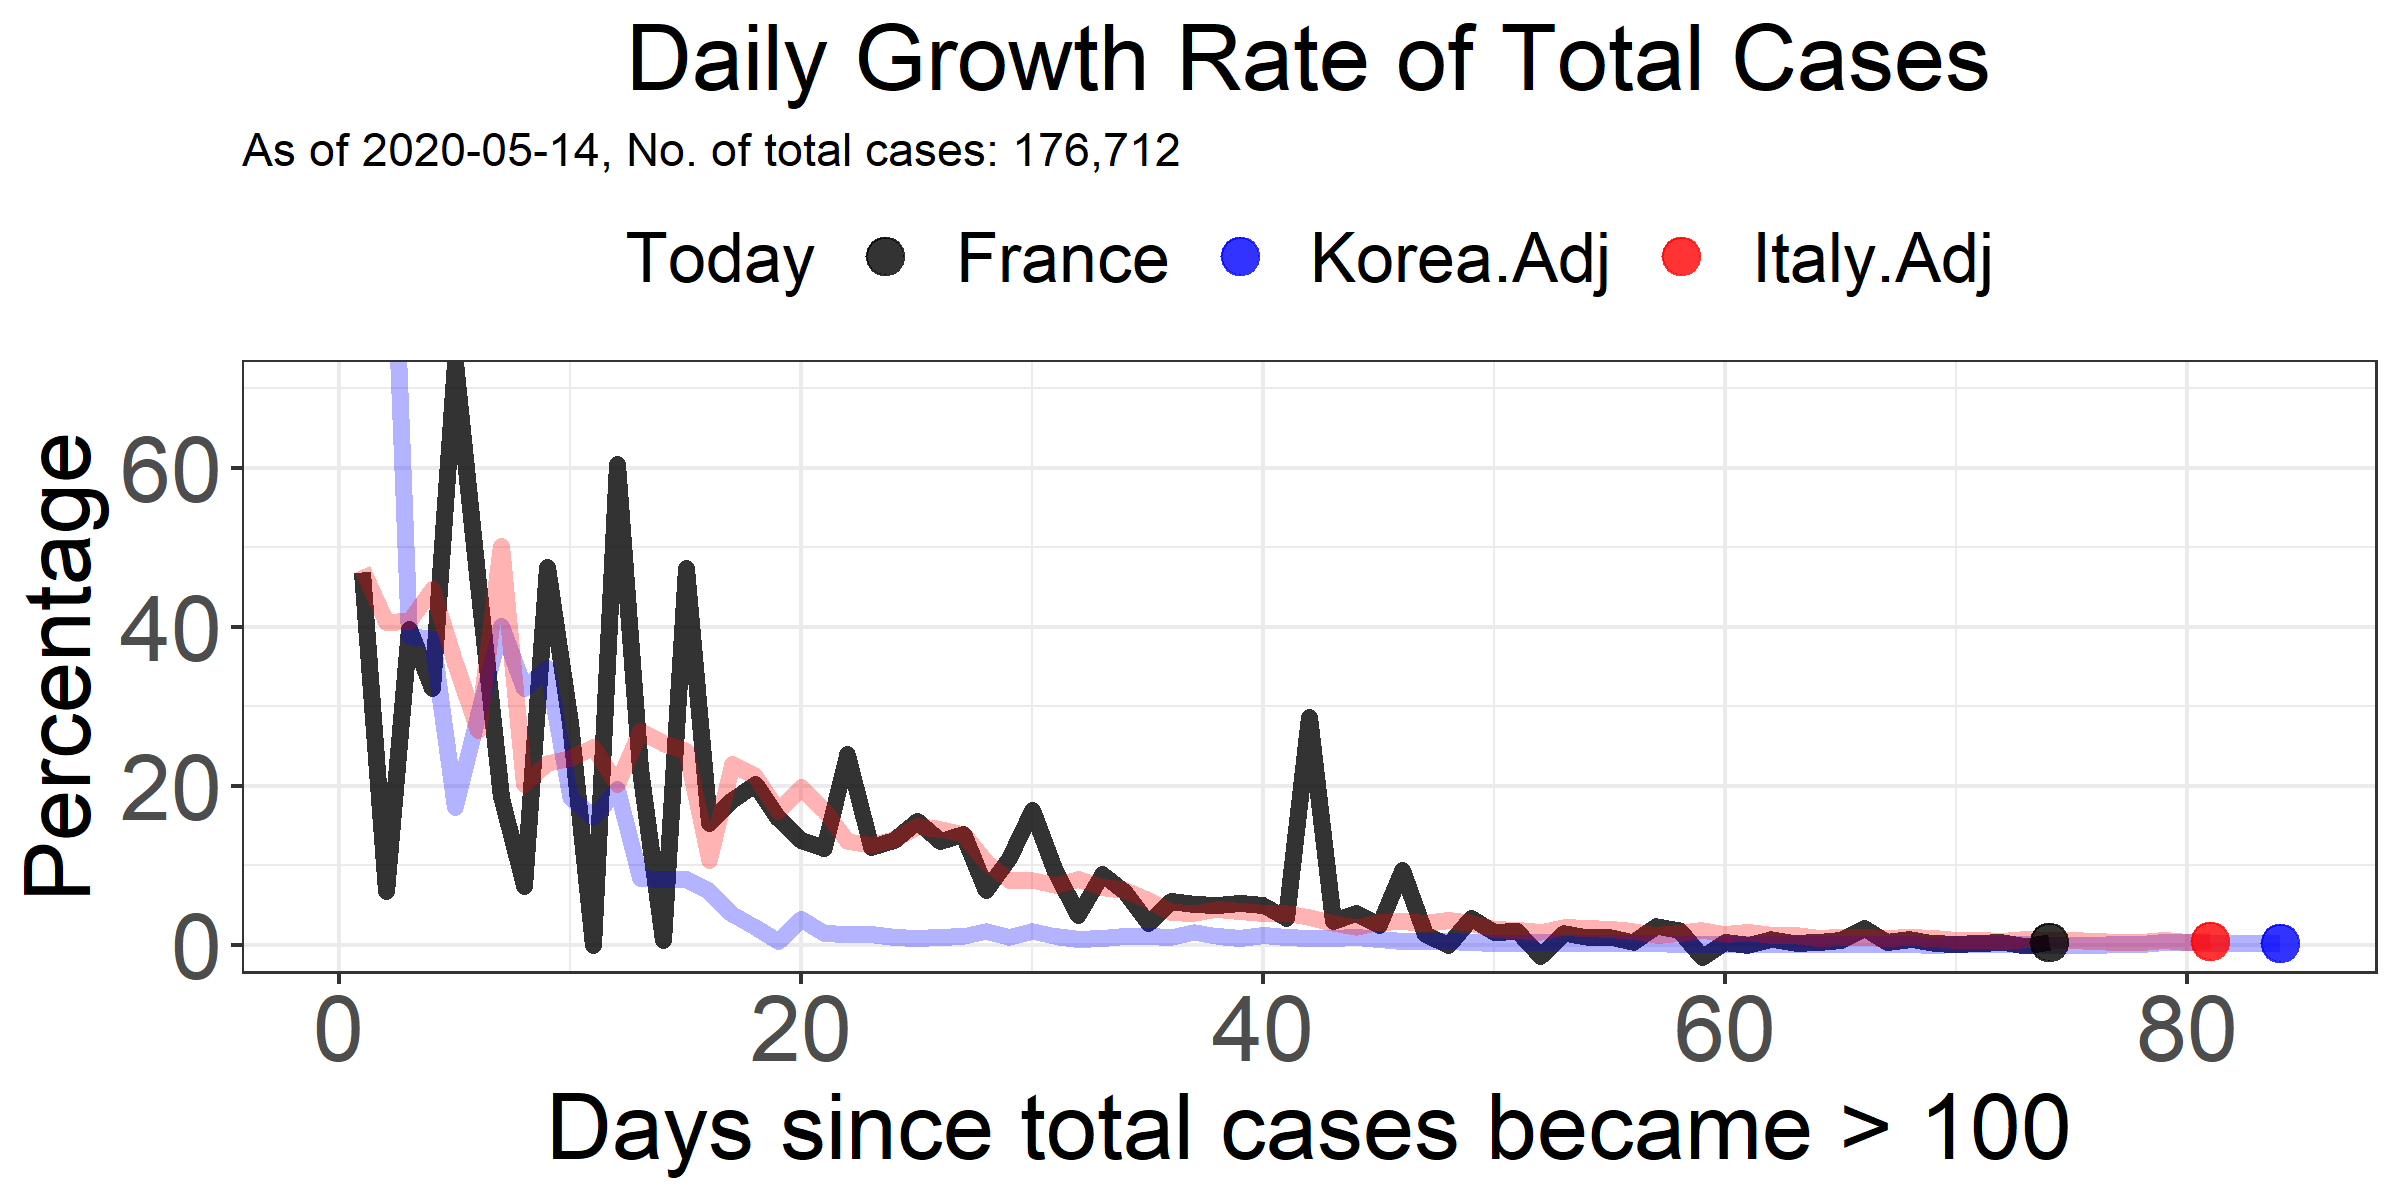 Daily Growth Rate of Total Cases
As of 2020-05-14, No. of total cases: 176,712
Today France Korea.Adj Italy.Adj
Percentage
60
40
20
0
0 20 40 60 80
Days since total cases became > 100